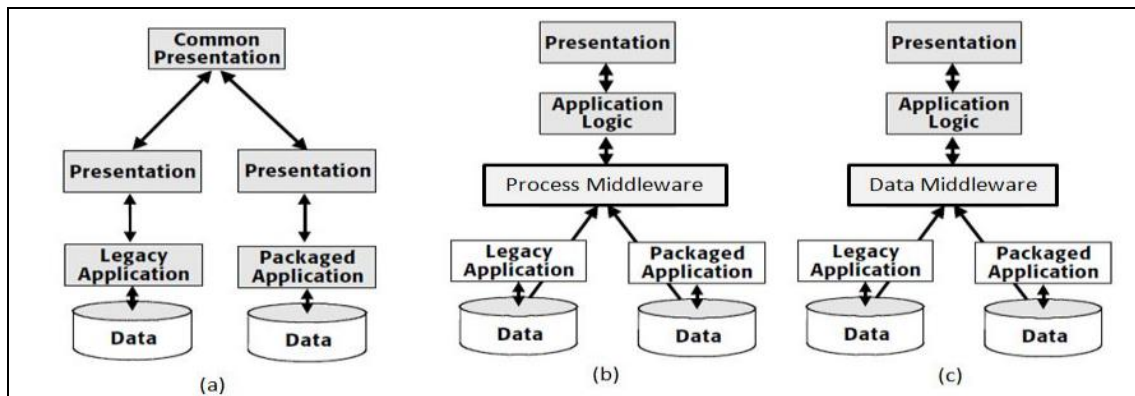 Common
Presentation
Presentation
Presentation
Legacy
Application
Packaged
Application
Data
Data
(a)
Presentation
Application
Logic
Process Middleware
Legacy
Application
Packaged
Application
Data
Data
(b)
Presentation
Application
Logic
Data Middleware
Legacy
Application
Packaged
Application
Data
Data
(c)